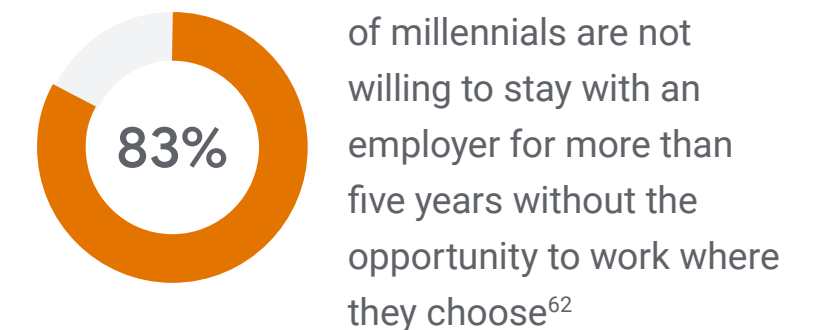 83%
of millennials are not
willing to stay with an
employer for more than
five years without the
opportunity to work where
they choose62